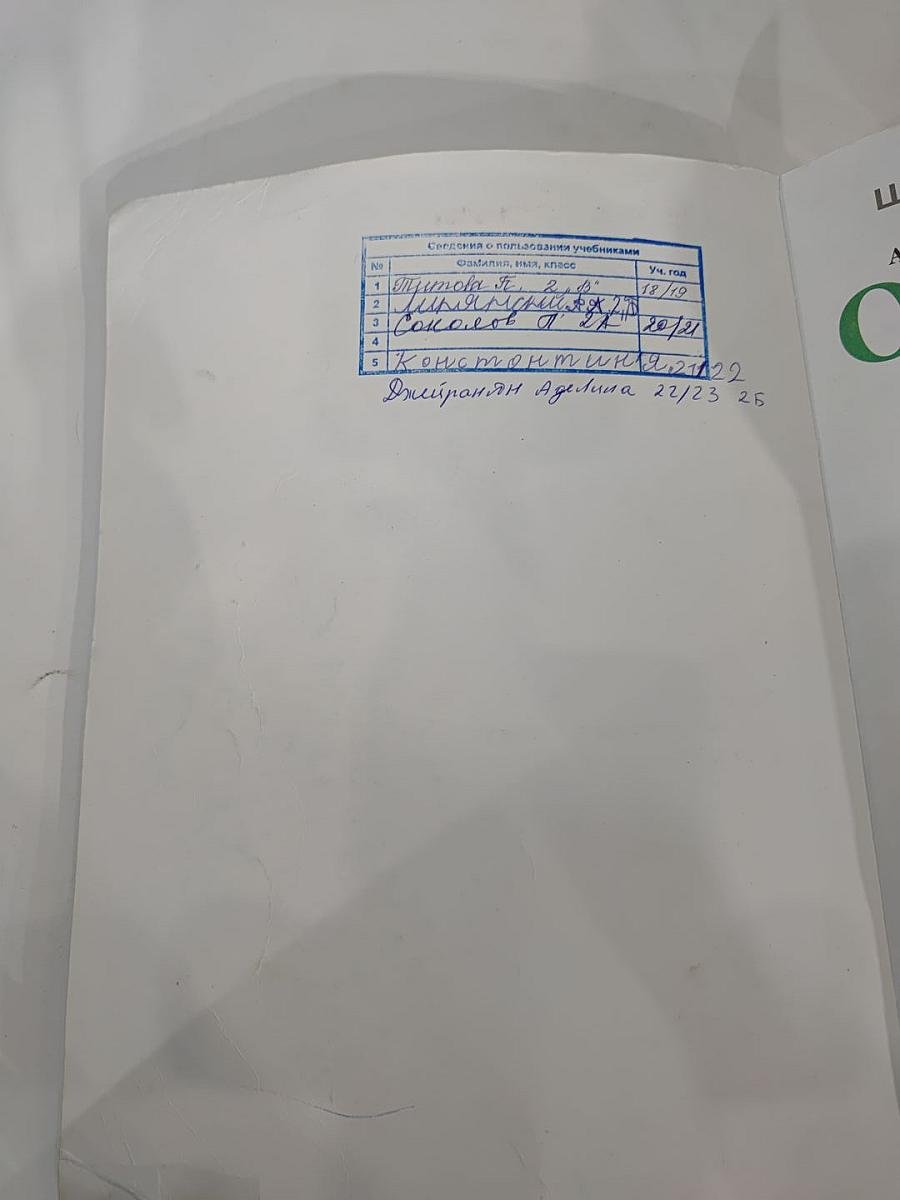 Сведения о пользовании учебниками
№ Фамилия, имя, класс Уч. год
1 Титова П. 2 „В" 18/19
2
3 Соколов П 2А 20/21
4
5 Константин Я. 21/22
Джейранян Аделина 22/23 2Б